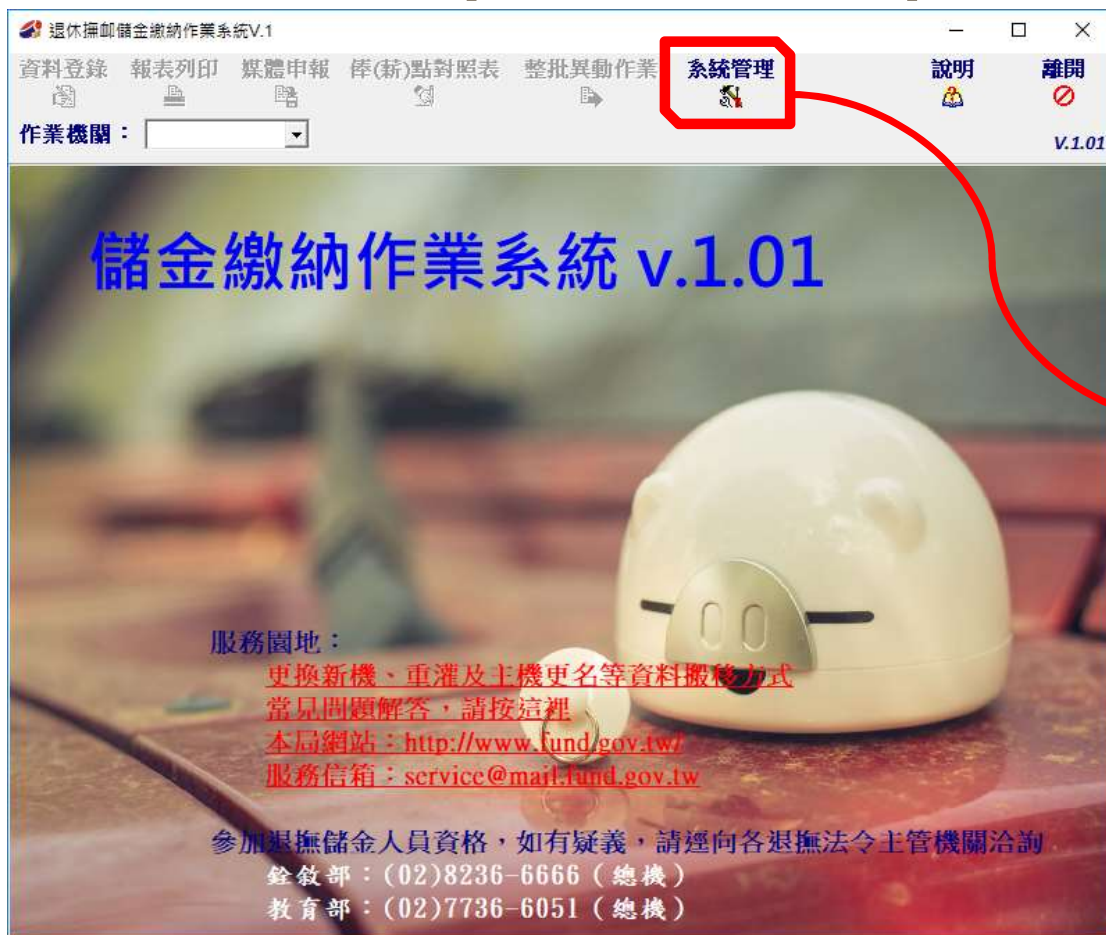 退休撫卹儲金繳納作業系統V.1
資料登錄 報表列印 媒體申報 俸(薪)點對照表 整批異動作業 系統管理 說明 離開
作業機關：
V.1.01
儲金繳納作業系統 v.1.01
服務園地：
更換新機、重灌及主機更名等資料搬移方式
常見問題解答，請按這裡
本局網站：http://www.fund.gov.tw/
服務信箱：service@mail.fund.gov.tw
參加退撫儲金人員資格，如有疑義，請逕向各退撫法令主管機關洽詢
銓敘部：(02)8236-6666（總機）
教育部：(02)7736-6051（總機）